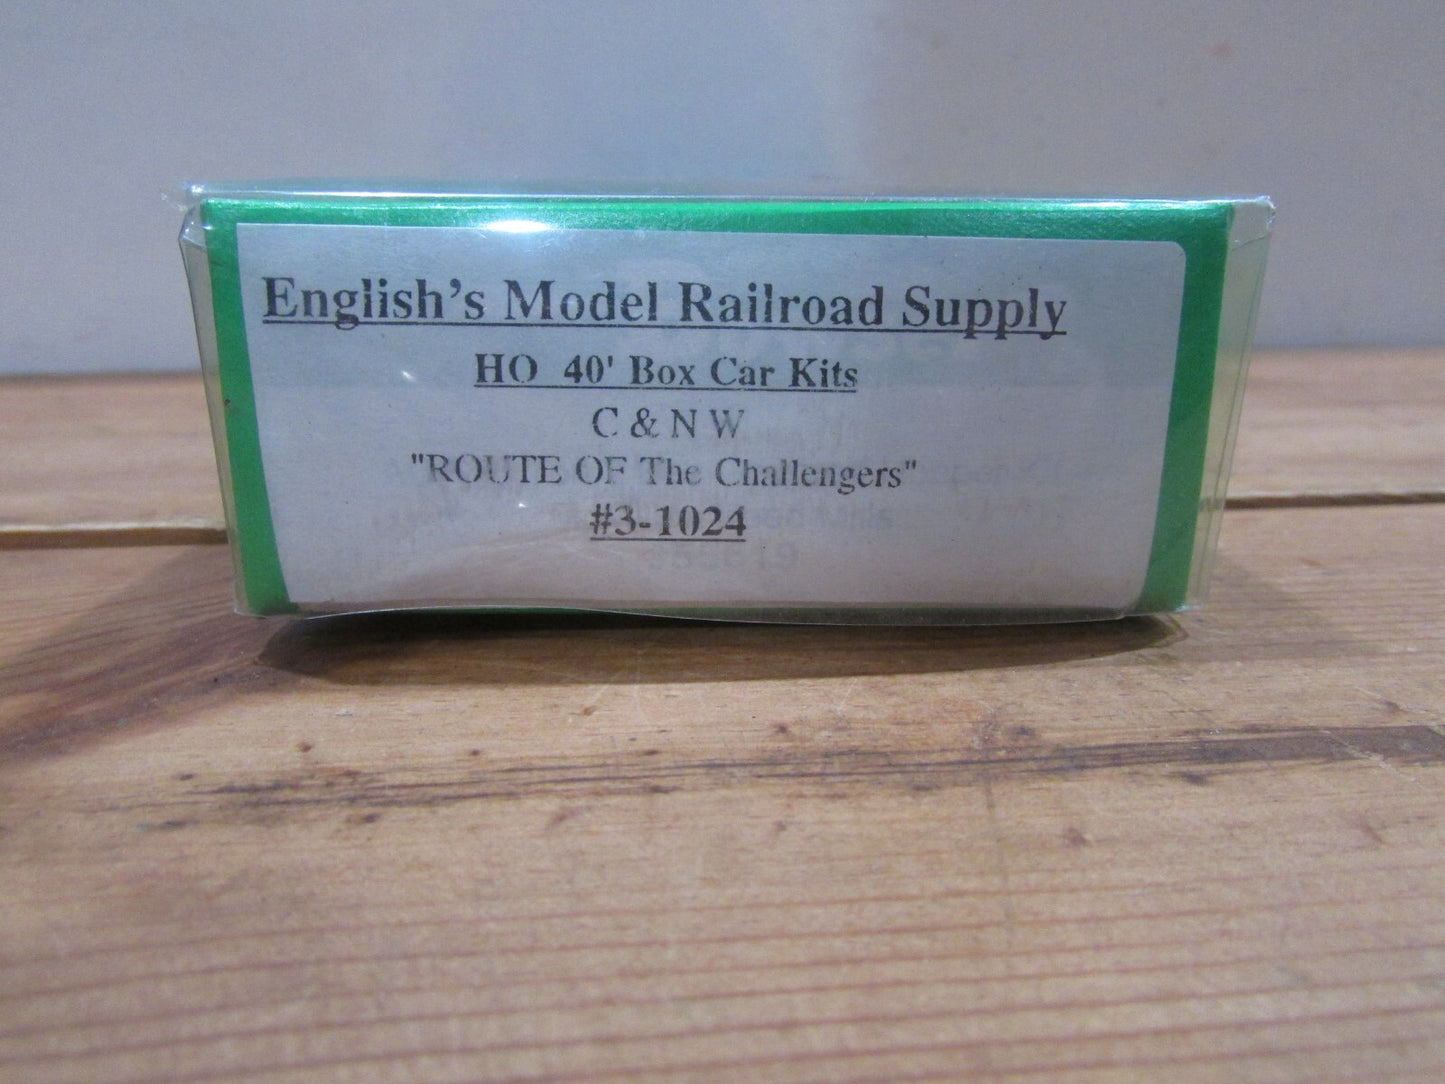 English's Model Railroad Supply
HO 40' Box Car Kits
C & N W
"ROUTE OF The Challengers"
#3-1024